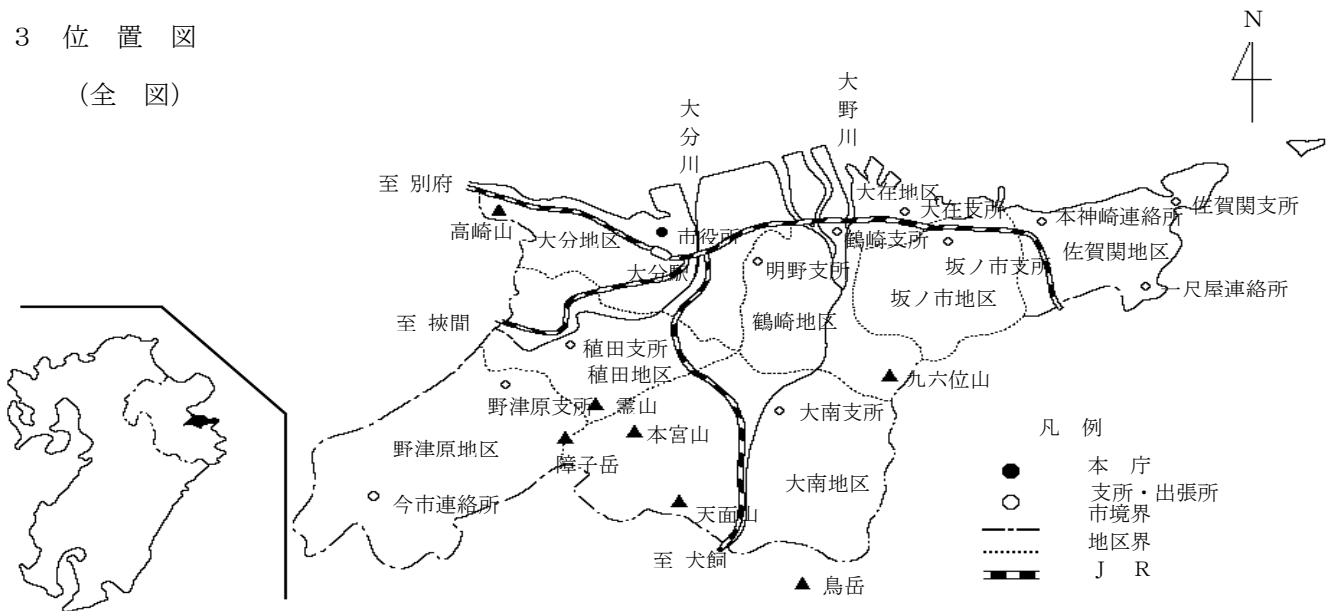 3 位 置 図
(全 図)
N
大分川
大野川
至 別府
高崎山
大分地区
市役所
大分駅
大在地区
大在支所
鶴崎支所
明野支所
鶴崎地区
坂ノ市支所
坂ノ市地区
本神崎連絡所
佐賀関支所
佐賀関地区
尺屋連絡所
至 挾間
稙田支所
稙田地区
野津原支所
霊山
本宮山
障子岳
野津原地区
今市連絡所
天面山
至 犬飼
九六位山
大南支所
大南地区
烏岳
凡 例
本 庁
支所・出張所
市境界
地区界
J R